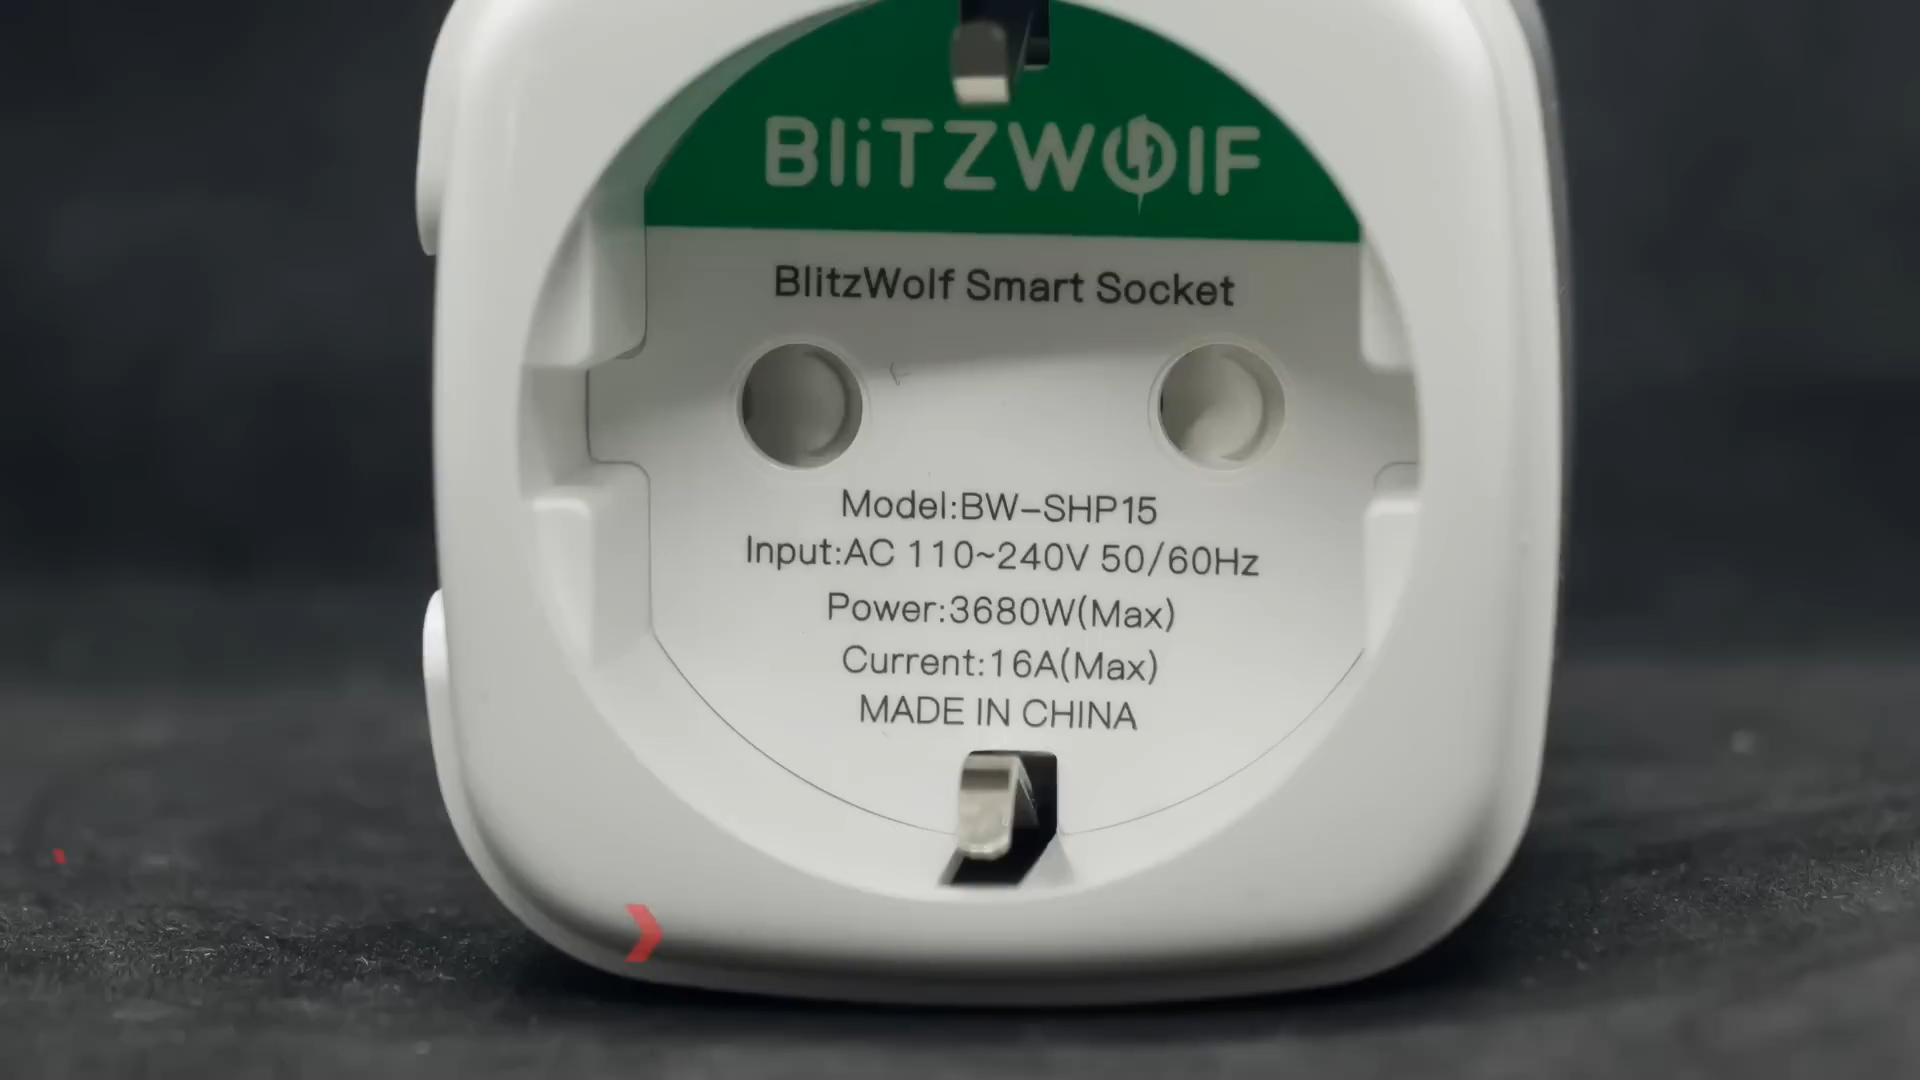 BLiTZWOLF
BlitzWolf Smart Socket
Model:BW-SHP15
Input:AC 110~240V 50/60Hz
Power:3680W(Max)
Current:16A(Max)
MADE IN CHINA